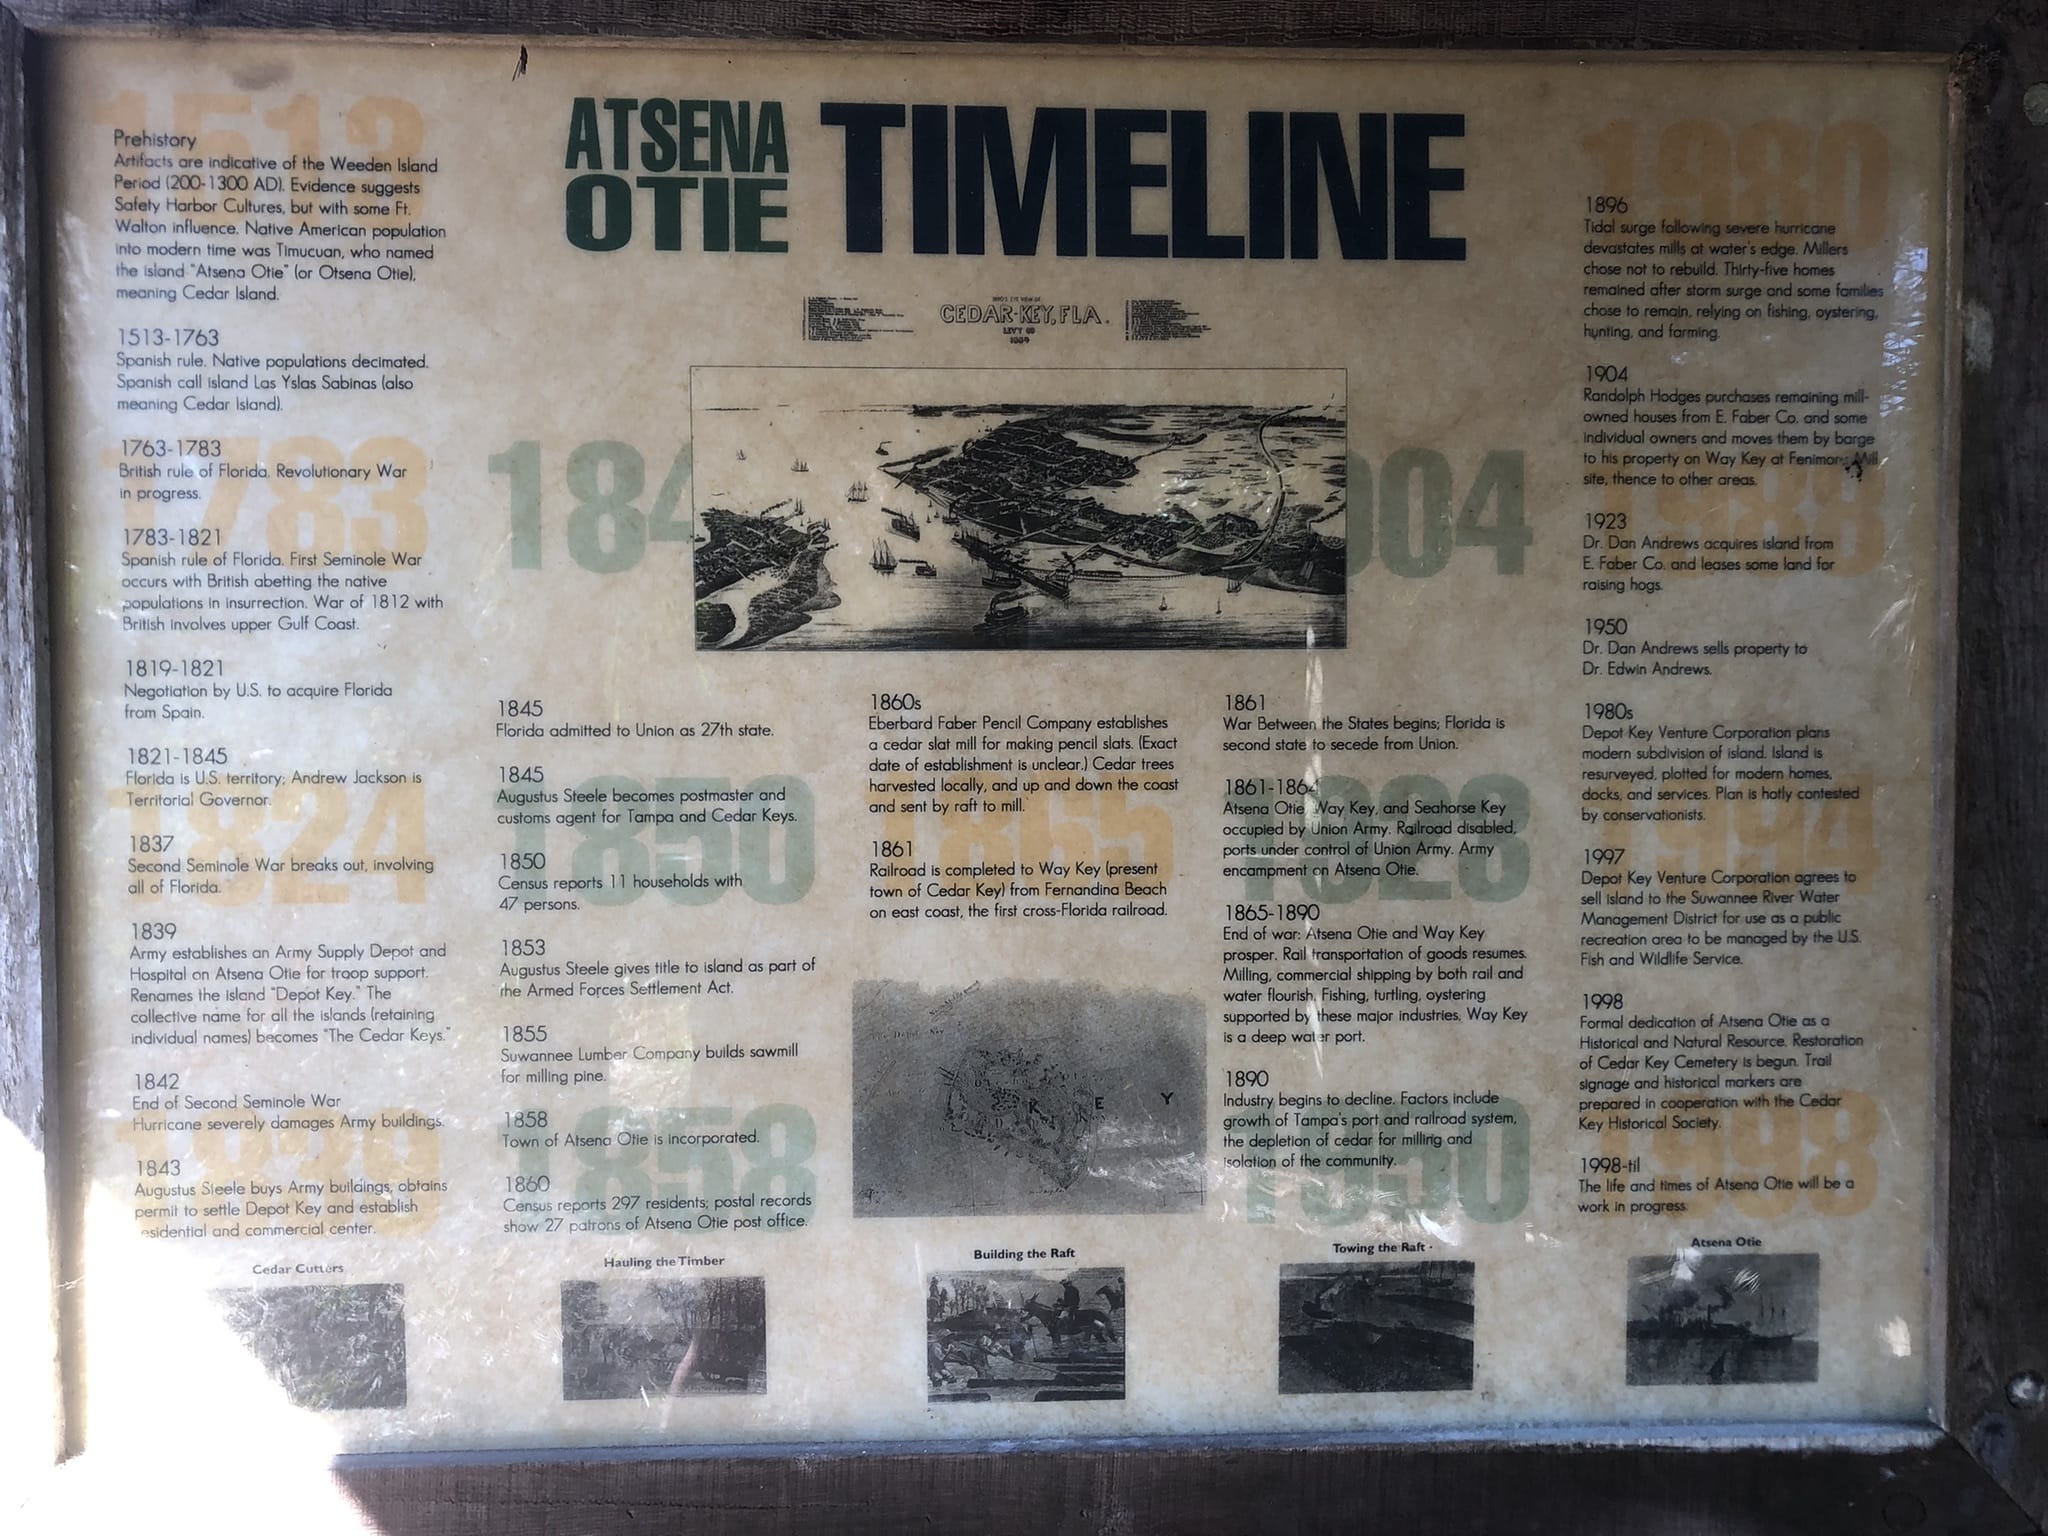 ATSENA
OTIE
TIMELINE
Prehistory
Artifacts are indicative of the Weeden Island
Period (200-1300 AD). Evidence suggests
Safety Harbor Cultures, but with some Ft.
Walton influence. Native American population
into modern time was Timucuan, who named
the island "Atsena Otie" (or Otsena Otie),
meaning Cedar Island.
1513-1763
Spanish rule. Native populations decimated.
Spanish call island Las Yslas Sabinas (also
meaning Cedar Island).
1763-1783
British rule of Florida. Revolutionary War
in progress.
1783-1821
Spanish rule of Florida. First Seminole War
occurs with British abetting the native
populations in insurrection. War of 1812 with
British involves upper Gulf Coast.
1819-1821
Negotiation by U.S. to acquire Florida
from Spain.
1821-1845
Florida is U.S. territory; Andrew Jackson is
Territorial Governor.
1837
Second Seminole War breaks out, involving
all of Florida.
1839
Army establishes an Army Supply Depot and
Hospital on Atsena Otie for troop support.
Renames the island "Depot Key." The
collective name for all the islands (retaining
individual names) becomes "The Cedar Keys."
1842
End of Second Seminole War
Hurricane severely damages Army buildings.
1843
Augustus Steele buys Army buildings, obtains
permit to settle Depot Key and establish
residential and commercial center.
BIRD'S EYE VIEW OF
CEDAR-KEY, FLA.
LEVY CO
1884
1845
Florida admitted to Union as 27th state.
1845
Augustus Steele becomes postmaster and
customs agent for Tampa and Cedar Keys.
1850
Census reports 11 households with
47 persons.
1853
Augustus Steele gives title to island as part of
the Armed Forces Settlement Act.
1855
Suwannee Lumber Company builds sawmill
for milling pine.
1858
Town of Atsena Otie is incorporated.
1860
Census reports 297 residents; postal records
show 27 patrons of Atsena Otie post office.
1860s
Eberbard Faber Pencil Company establishes
a cedar slat mill for making pencil slats. (Exact
date of establishment is unclear.) Cedar trees
harvested locally, and up and down the coast
and sent by raft to mill.
1861
Railroad is completed to Way Key (present
town of Cedar Key) from Fernandina Beach
on east coast, the first cross-Florida railroad.
K E Y
1861
War Between the States begins; Florida is
second state to secede from Union.
1861-1864
Atsena Otie, Way Key, and Seahorse Key
occupied by Union Army. Railroad disabled,
ports under control of Union Army. Army
encampment on Atsena Otie.
1865-1890
End of war: Atsena Otie and Way Key
prosper. Rail transportation of goods resumes.
Milling, commercial shipping by both rail and
water flourish. Fishing, turtling, oystering
supported by these major industries. Way Key
is a deep water port.
1890
Industry begins to decline. Factors include
growth of Tampa's port and railroad system,
the depletion of cedar for milling and
isolation of the community.
1896
Tidal surge following severe hurricane
devastates mills at water's edge. Millers
chose not to rebuild. Thirty-five homes
remained after storm surge and some families
chose to remain, relying on fishing, oystering,
hunting, and farming.
1904
Randolph Hodges purchases remaining mill-
owned houses from E. Faber Co. and some
individual owners and moves them by barge
to his property on Way Key at Fenimore Mill
site, thence to other areas.
1923
Dr. Dan Andrews acquires island from
E. Faber Co. and leases some land for
raising hogs.
1950
Dr. Dan Andrews sells property to
Dr. Edwin Andrews.
1980s
Depot Key Venture Corporation plans
modern subdivision of island. Island is
resurveyed, plotted for modern homes,
docks, and services. Plan is hotly contested
by conservationists.
1997
Depot Key Venture Corporation agrees to
sell island to the Suwannee River Water
Management District for use as a public
recreation area to be managed by the U.S.
Fish and Wildlife Service.
1998
Formal dedication of Atsena Otie as a
Historical and Natural Resource. Restoration
of Cedar Key Cemetery is begun. Trail
signage and historical markers are
prepared in cooperation with the Cedar
Key Historical Society.
1998-til
The life and times of Atsena Otie will be a
work in progress.
Cedar Cutters
Hauling the Timber
Building the Raft
Towing the Raft
Atsena Otie
1513
1783
1824
1839
184
1850
1858
1865
904
1928
1950
1980
988
1994
1998